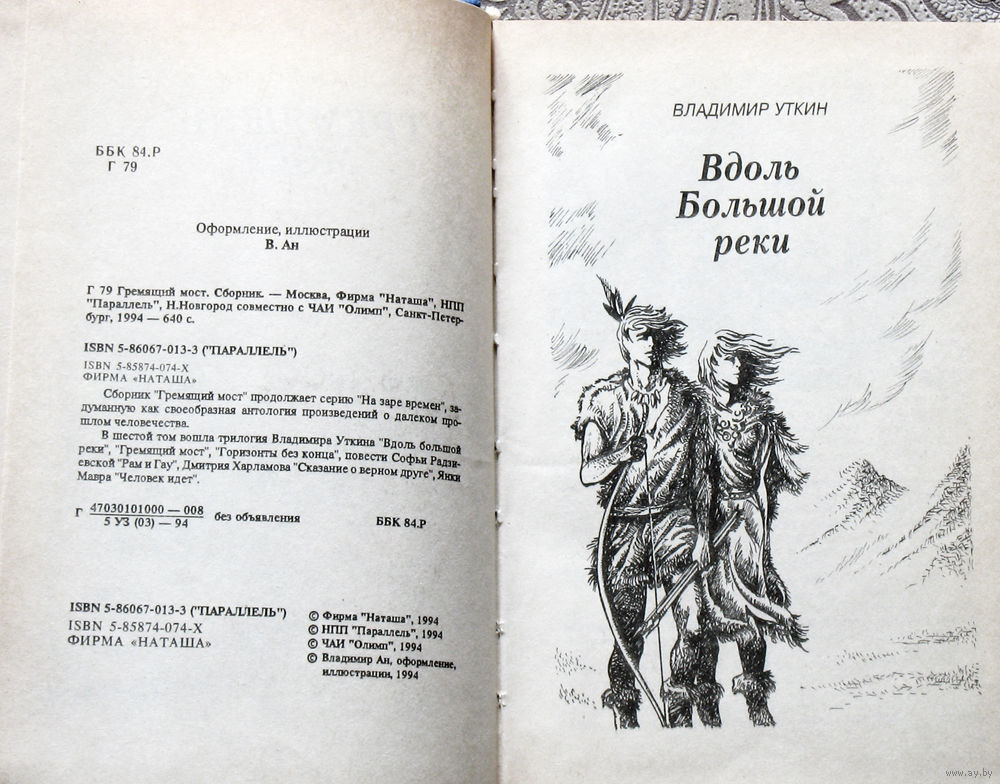 ББК 84.Р
Г 79
Оформление, иллюстрации
В. Ан
Г 79 Гремящий мост. Сборник. — Москва, Фирма "Наташа", НПП
"Параллель", Н.Новгород совместно с ЧАИ "Олимп", Санкт-Петер-
бург, 1994 — 640 с.
ISBN 5-86067-013-3 ("ПАРАЛЛЕЛЬ")
ISBN 5-85874-074-X
ФИРМА «НАТАША»
Сборник "Гремящий мост" продолжает серию "На заре времен", за-
думанную как своеобразная антология произведений о далеком про-
шлом человечества.
В шестой том вошла трилогия Владимира Уткина "Вдоль большой
реки", "Гремящий мост", "Горизонты без конца", повести Софьи Радзи-
евской "Рам и Гау", Дмитрия Харламова "Сказание о верном друге", Янки
Мавра "Человек идет".
Г 47030101000 — 008
5 УЗ (03) — 94 без объявления ББК 84.Р
ISBN 5-86067-013-3 ("ПАРАЛЛЕЛЬ")
ISBN 5-85874-074-X
ФИРМА «НАТАША»
© Фирма "Наташа", 1994
© НПП "Параллель", 1994
© ЧАИ "Олимп", 1994
© Владимир Ан, оформление,
иллюстрации, 1994
ВЛАДИМИР УТКИН
Вдоль
Большой
реки
www.ay.by